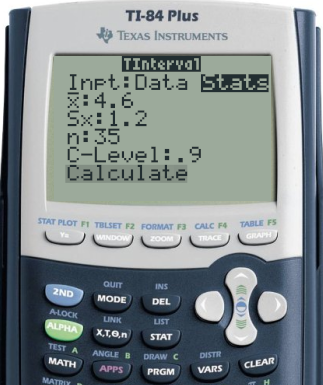 TI-84 Plus
TEXAS INSTRUMENTS
TInterval
Inpt:Data Stats
x̄:4.6
Sx:1.2
n:35
C-Level:.9
Calculate
STAT PLOT F1 TBLSET F2 FORMAT F3 CALC F4 TABLE F5
Y= WINDOW ZOOM TRACE GRAPH
QUIT INS
2ND MODE DEL
A-LOCK LINK LIST
ALPHA X,T,θ,n STAT
TEST A ANGLE B DRAW C DISTR
MATH APPS PRGM VARS CLEAR
MATRIX